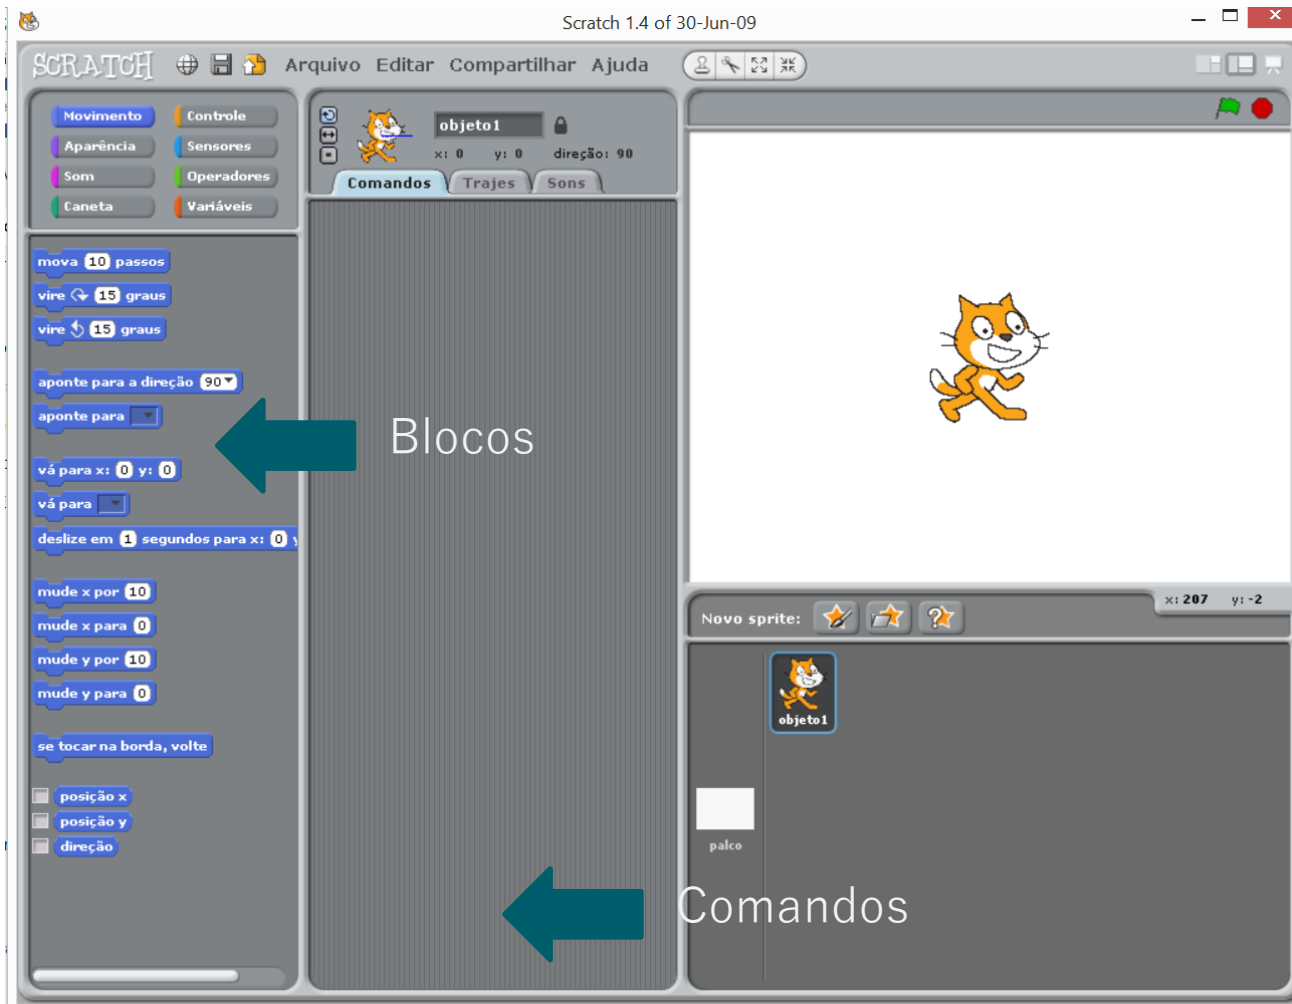 Scratch 1.4 of 30-Jun-09
SCRATCH Arquivo Editar Compartilhar Ajuda
Movimento Controle
Aparência Sensores
Som Operadores
Caneta Variáveis
mova 10 passos
vire 15 graus
vire 15 graus
aponte para a direção 90
aponte para
vá para x: 0 y: 0
vá para
deslize em 1 segundos para x: 0 y
mude x por 10
mude x para 0
mude y por 10
mude y para 0
se tocar na borda, volte
posição x
posição y
direção
objeto1
x: 0 y: 0 direção: 90
Comandos Trajes Sons
Blocos
Comandos
x: 207 y: -2
Novo sprite:
objeto1
palco